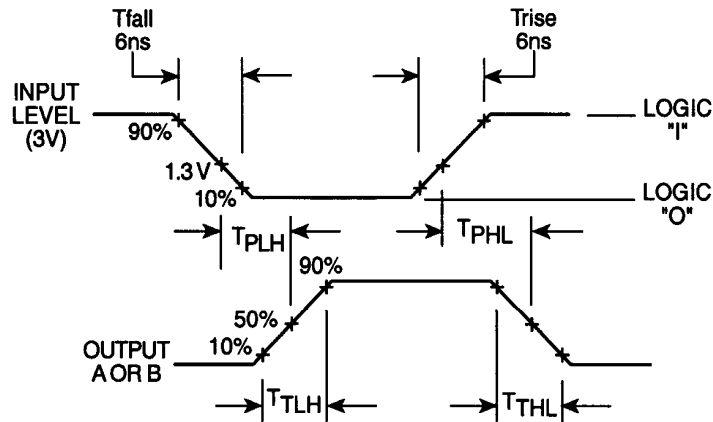 Tfall
6ns
Trise
6ns
INPUT
LEVEL
(3V)
90%
1.3 V
10%
LOGIC
"I"
LOGIC
"O"
TPLH
TPHL
90%
50%
10%
OUTPUT
A OR B
TTLH
TTHL